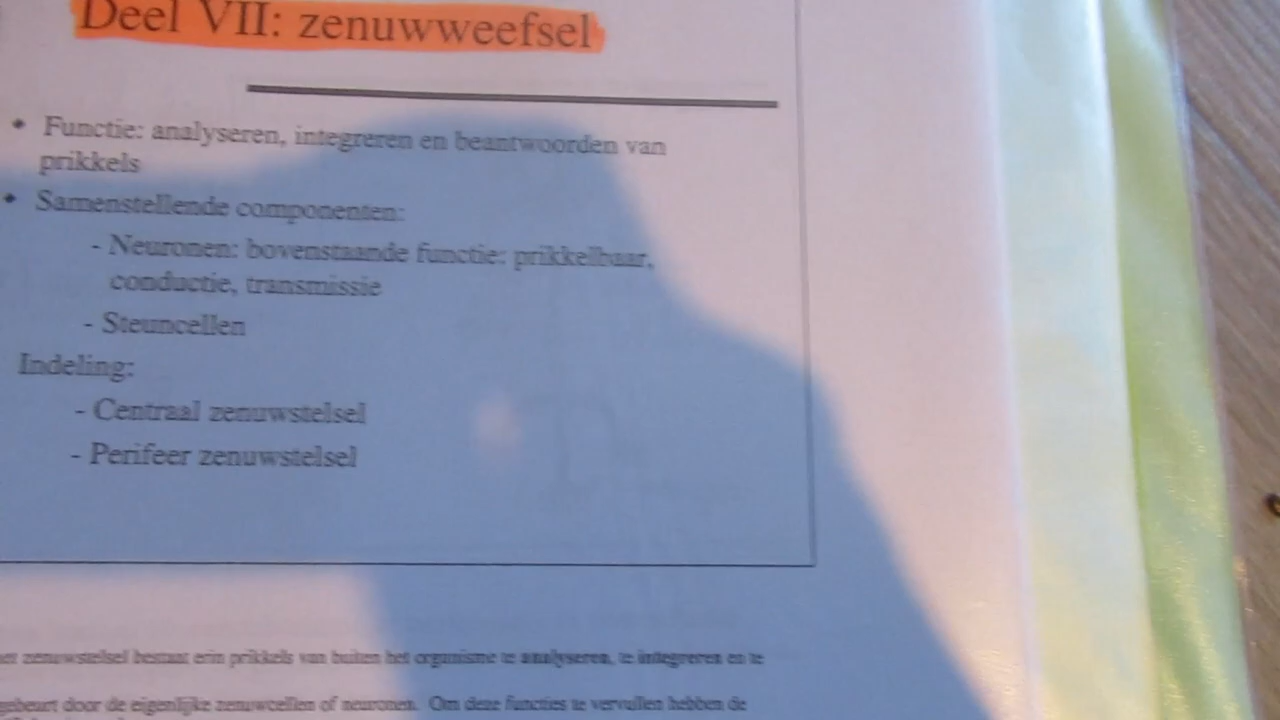 Deel VII: zenuwweefsel
• Functie: analyseren, integreren en beantwoorden van
prikkels
• Samenstellende componenten:
- Neuronen: bovenstaande functie: prikkelbaar,
conductie, transmissie
- Steuncellen
Indeling:
- Centraal zenuwstelsel
- Perifeer zenuwstelsel
zenuwstelsel bestaat erin prikkels van buiten het organisme te analyseren, te integreren en te
gebeurt door de eigenlijke zenuwcellen of neuronen. Om deze functies te vervullen hebben de